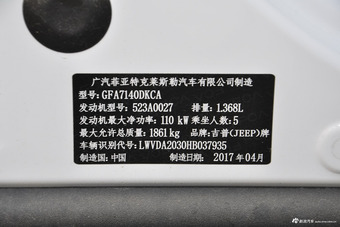 广汽菲亚特克莱斯勒汽车有限公司制造
型号: GFA7140DKCA
发动机型号: 523A0027 排量: 1.368L
发动机最大净功率: 110 kW 乘坐人数: 5
最大允许总质量: 1861 kg 品牌: 吉普(JEEP)牌
车辆识别代号: LWVDA2030HB037935
制造国: 中国 制造日期: 2017 年04月